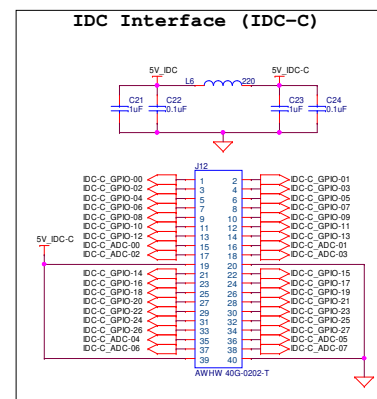 IDC Interface (IDC-C)
5V_IDC 5V_IDC-C
L6 220
C21 C22 C23 C24
1uF 0.1uF 1uF 0.1uF
J12
IDC-C_GPIO-00 1 2 IDC-C_GPIO-01
IDC-C_GPIO-02 3 4 IDC-C_GPIO-03
IDC-C_GPIO-04 5 6 IDC-C_GPIO-05
IDC-C_GPIO-06 7 8 IDC-C_GPIO-07
IDC-C_GPIO-08 9 10 IDC-C_GPIO-09
IDC-C_GPIO-10 11 12 IDC-C_GPIO-11
IDC-C_GPIO-12 13 14 IDC-C_GPIO-13
5V_IDC-C IDC-C_ADC-00 15 16 IDC-C_ADC-01
IDC-C_ADC-02 17 18 IDC-C_ADC-03
19 20
IDC-C_GPIO-14 21 22 IDC-C_GPIO-15
IDC-C_GPIO-16 23 24 IDC-C_GPIO-17
IDC-C_GPIO-18 25 26 IDC-C_GPIO-19
IDC-C_GPIO-20 27 28 IDC-C_GPIO-21
IDC-C_GPIO-22 29 30 IDC-C_GPIO-23
IDC-C_GPIO-24 31 32 IDC-C_GPIO-25
IDC-C_GPIO-26 33 34 IDC-C_GPIO-27
IDC-C_ADC-04 35 36 IDC-C_ADC-05
IDC-C_ADC-06 37 38 IDC-C_ADC-07
39 40
AWHW 40G-0202-T